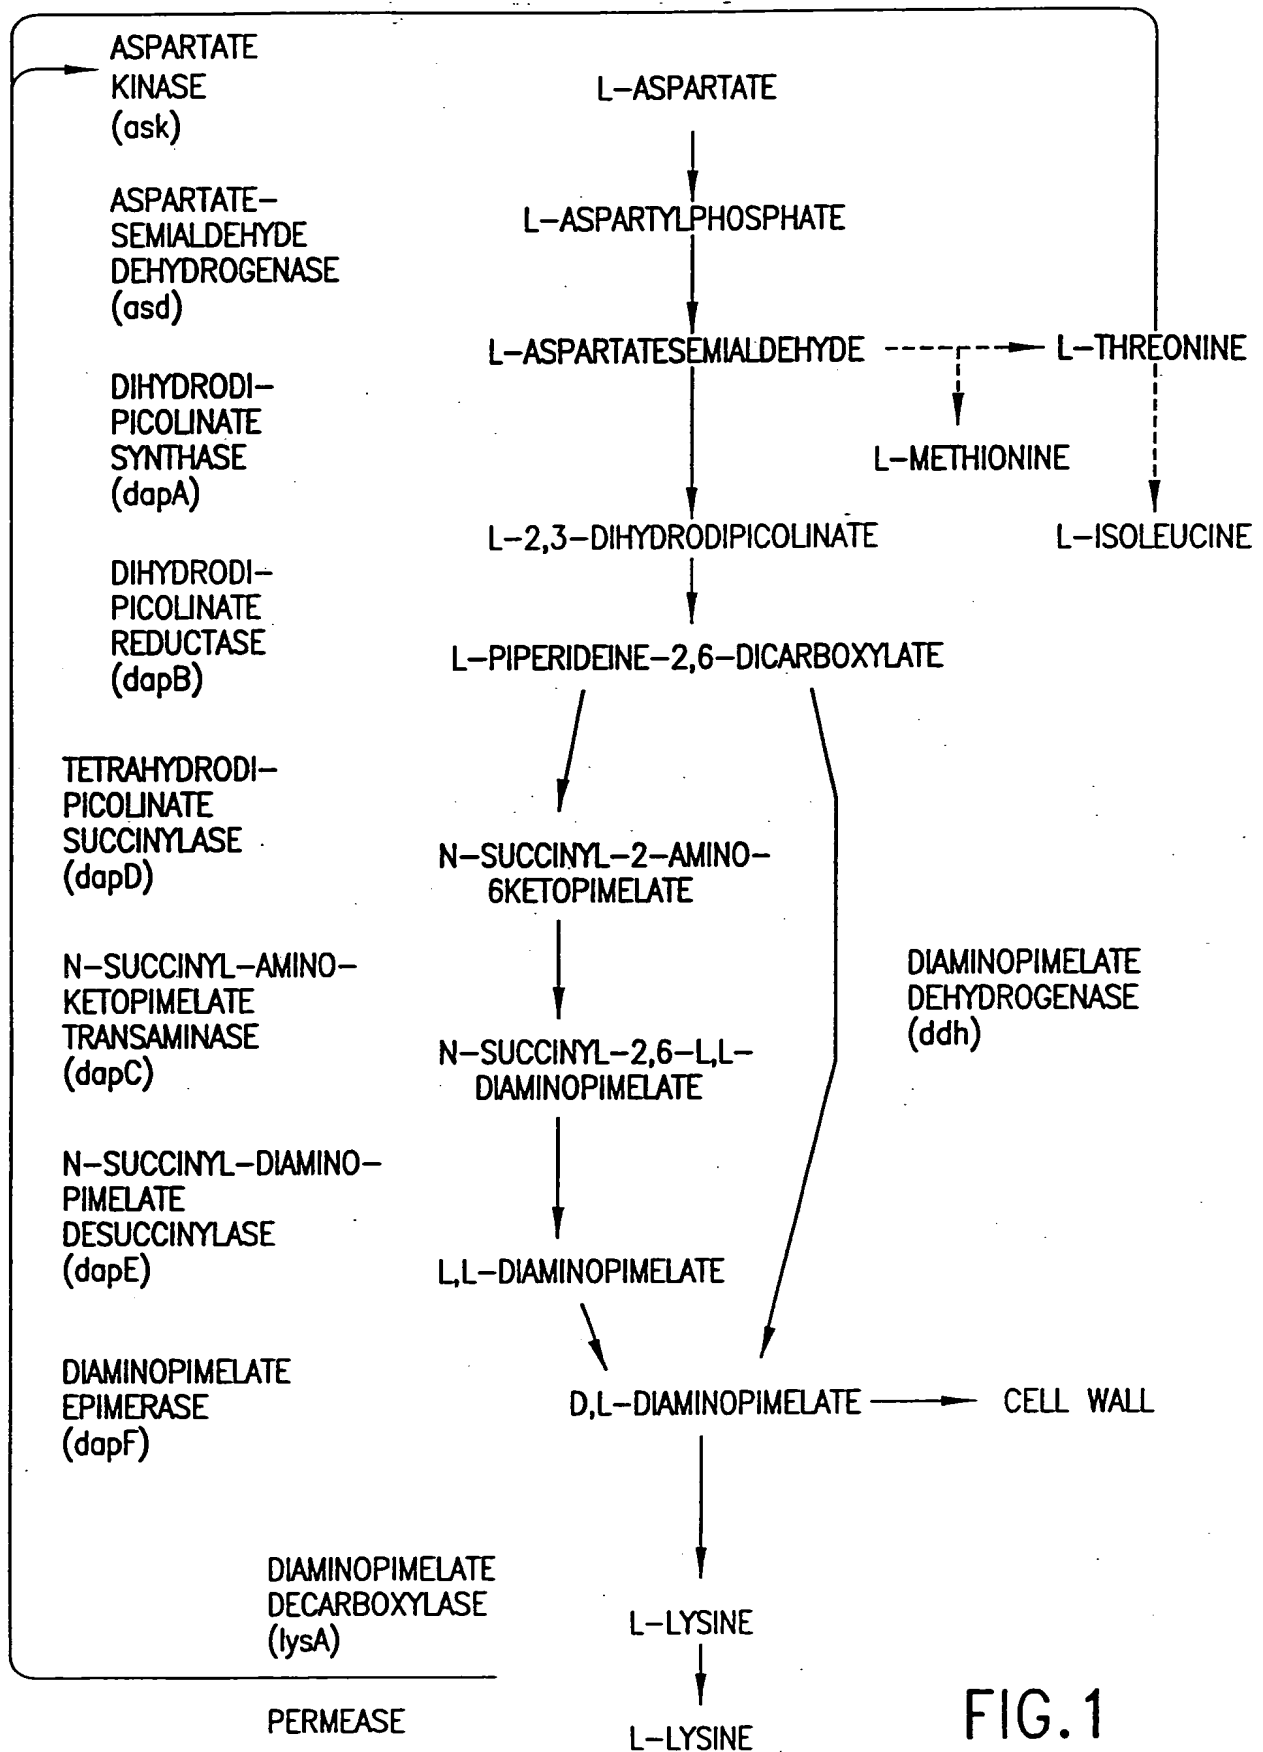 ASPARTATE
KINASE
(ask)
L-ASPARTATE
ASPARTATE-
SEMIALDEHYDE
DEHYDROGENASE
(asd)
L-ASPARTYLPHOSPHATE
L-ASPARTATESEMIALDEHYDE
L-THREONINE
DIHYDRODI-
PICOLINATE
SYNTHASE
(dapA)
L-METHIONINE
L-2,3-DIHYDRODIPICOLINATE
L-ISOLEUCINE
DIHYDRODI-
PICOLINATE
REDUCTASE
(dapB)
L-PIPERIDEINE-2,6-DICARBOXYLATE
TETRAHYDRODI-
PICOLINATE
SUCCINYLASE
(dapD)
N-SUCCINYL-2-AMINO-
6KETOPIMELATE
N-SUCCINYL-AMINO-
KETOPIMELATE
TRANSAMINASE
(dapC)
DIAMINOPIMELATE
DEHYDROGENASE
(ddh)
N-SUCCINYL-2,6-L,L-
DIAMINOPIMELATE
N-SUCCINYL-DIAMINO-
PIMELATE
DESUCCINYLASE
(dapE)
L,L-DIAMINOPIMELATE
DIAMINOPIMELATE
EPIMERASE
(dapF)
D,L-DIAMINOPIMELATE
CELL WALL
DIAMINOPIMELATE
DECARBOXYLASE
(lysA)
L-LYSINE
PERMEASE
L-LYSINE
FIG.1